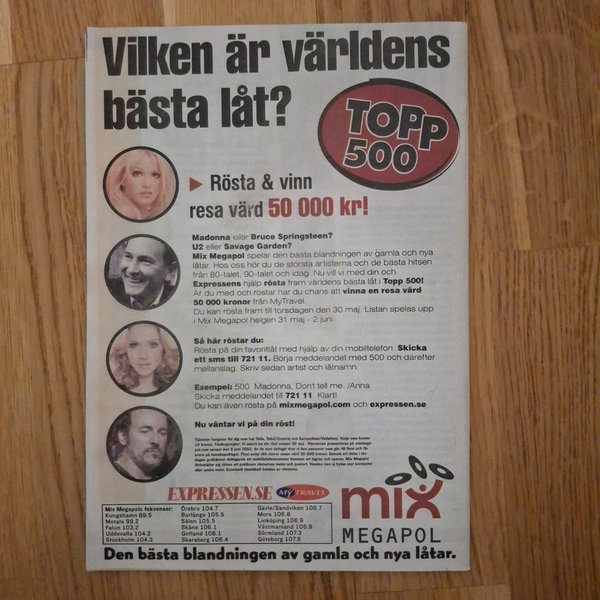 Vilken är världens
bästa låt?
TOPP
500
Rösta & vinn
resa värd 50 000 kr!
Madonna eller Bruce Springsteen?
U2 eller Savage Garden?
Mix Megapol spelar den bästa blandningen av gamla och nya
låtar. Hos oss hör du de största artisterna och de bästa hitsen
från 80-talet, 90-talet och idag. Nu vill vi med din och
Expressens hjälp rösta fram världens bästa låt i Topp 500!
Är du med och röstar har du chans att vinna en resa värd
50 000 kronor från MyTravel.
Du kan rösta fram till torsdagen den 30 maj. Listan spelas upp
i Mix Megapol helgen 31 maj - 2 juni.
Så här röstar du:
Rösta på din favoritlåt med hjälp av din mobiltelefon. Skicka
ett sms till 721 11. Börja meddelandet med 500 och därefter
mellanslag. Skriv sedan artist och låtnamn.
Exempel: 500 Madonna, Don't tell me /Anna
Skicka meddelandet till 721 11. Klart!
Du kan även rösta på mixmegapol.com och expressen.se
Nu väntar vi på din röst!
EXPRESSEN.SE MY TRAVEL
mix
MEGAPOL
Mix Megapols frekvenser:
Kungshamn 89.5
Motala 99.2
Falun 103.2
Uddevalla 104.2
Stockholm 104.3
Örebro 104.7
Borlänge 105.5
Sälen 105.5
Skåne 106.1
Gotland 106.1
Skaraborg 106.4
Gävle/Sandviken 106.7
Mora 106.8
Linköping 106.9
Västmanland 106.9
Sörmland 107.3
Göteborg 107.8
Den bästa blandningen av gamla och nya låtar.